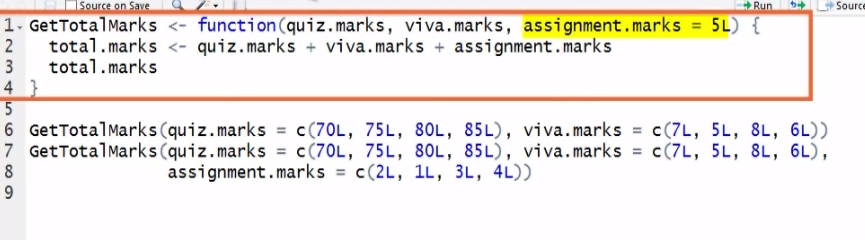 Source on Save
Run
Source
1 GetTotalMarks <- function(quiz.marks, viva.marks, assignment.marks = 5L) {
2 total.marks <- quiz.marks + viva.marks + assignment.marks
3 total.marks
4 }
5
6 GetTotalMarks(quiz.marks = c(70L, 75L, 80L, 85L), viva.marks = c(7L, 5L, 8L, 6L))
7 GetTotalMarks(quiz.marks = c(70L, 75L, 80L, 85L), viva.marks = c(7L, 5L, 8L, 6L),
8 assignment.marks = c(2L, 1L, 3L, 4L))
9